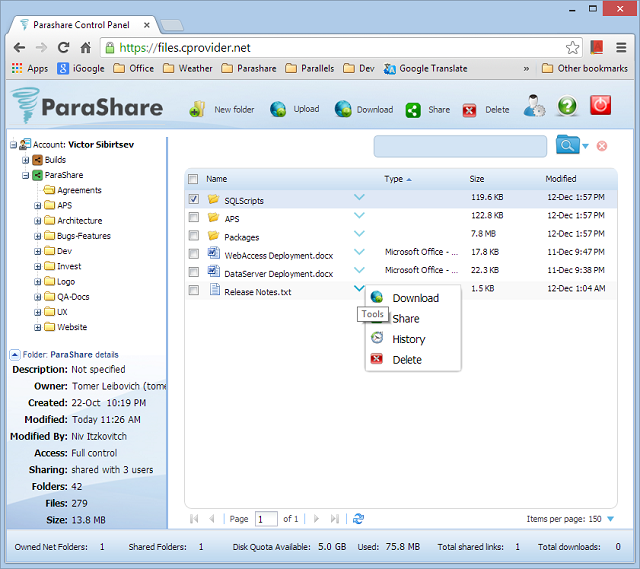 Parashare Control Panel
https://files.cprovider.net
Apps iGoogle Office Weather Parashare Parallels Dev Google Translate » Other bookmarks
ParaShare New folder Upload Download Share Delete
Account: Victor Sibirtsev
Builds
ParaShare
Agreements
APS
Architecture
Bugs-Features
Dev
Invest
Logo
QA-Docs
UX
Website
Folder: ParaShare details
Description: Not specified
Owner: Tomer Leibovich (tome
Created: 22-Oct 10:19 PM
Modified: Today 11:26 AM
Modified By: Niv Itzkovitch
Access: Full control
Sharing: shared with 3 users
Folders: 42
Files: 279
Size: 13.8 MB
Name Type Size Modified
SQLScripts 119.6 KB 12-Dec 1:57 PM
APS 122.8 KB 12-Dec 1:57 PM
Packages 7.8 MB 12-Dec 1:57 PM
WebAccess Deployment.docx Microsoft Office - ... 17.8 KB 11-Dec 9:47 PM
DataServer Deployment.docx Microsoft Office - ... 22.3 KB 11-Dec 9:38 PM
Release Notes.txt 1.5 KB 12-Dec 1:04 AM
Download
Tools
Share
History
Delete
Page 1 of 1 Items per page: 150
Owned Net Folders: 1 Shared Folders: 1 Disk Quota Available: 5.0 GB Used: 75.8 MB Total shared links: 1 Total downloads: 0